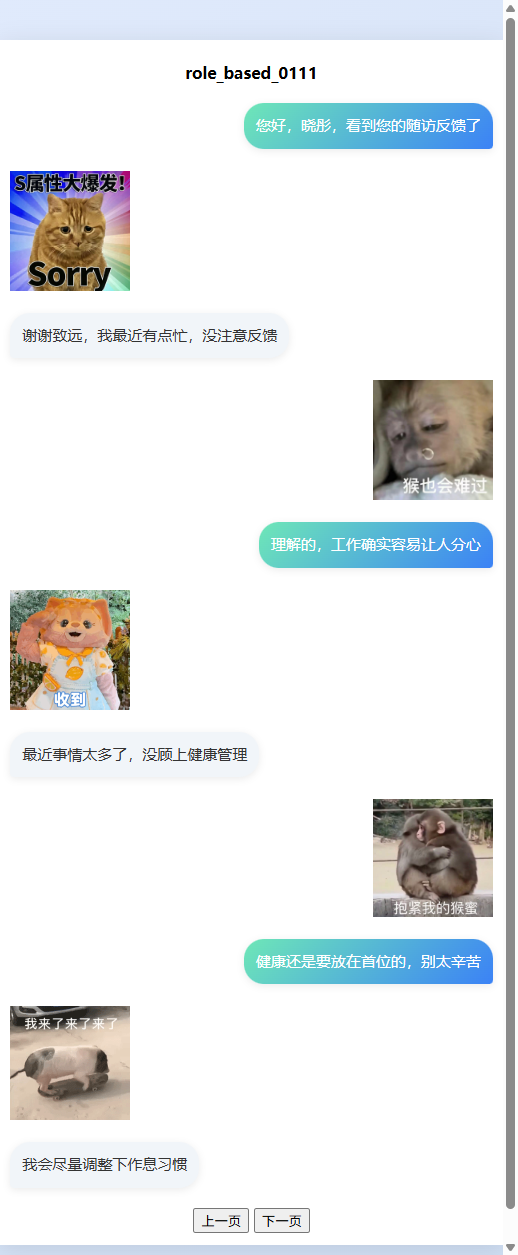 role_based_0111
您好，晓彤，看到您的随访反馈了
S属性大爆发！
Sorry
谢谢致远，我最近有点忙，没注意反馈
猴也会难过
理解的，工作确实容易让人分心
收到
最近事情太多了，没顾上健康管理
抱紧我的猴蜜
健康还是要放在首位的，别太辛苦
我来了来了来了
我会尽量调整下作息习惯
上一页 下一页